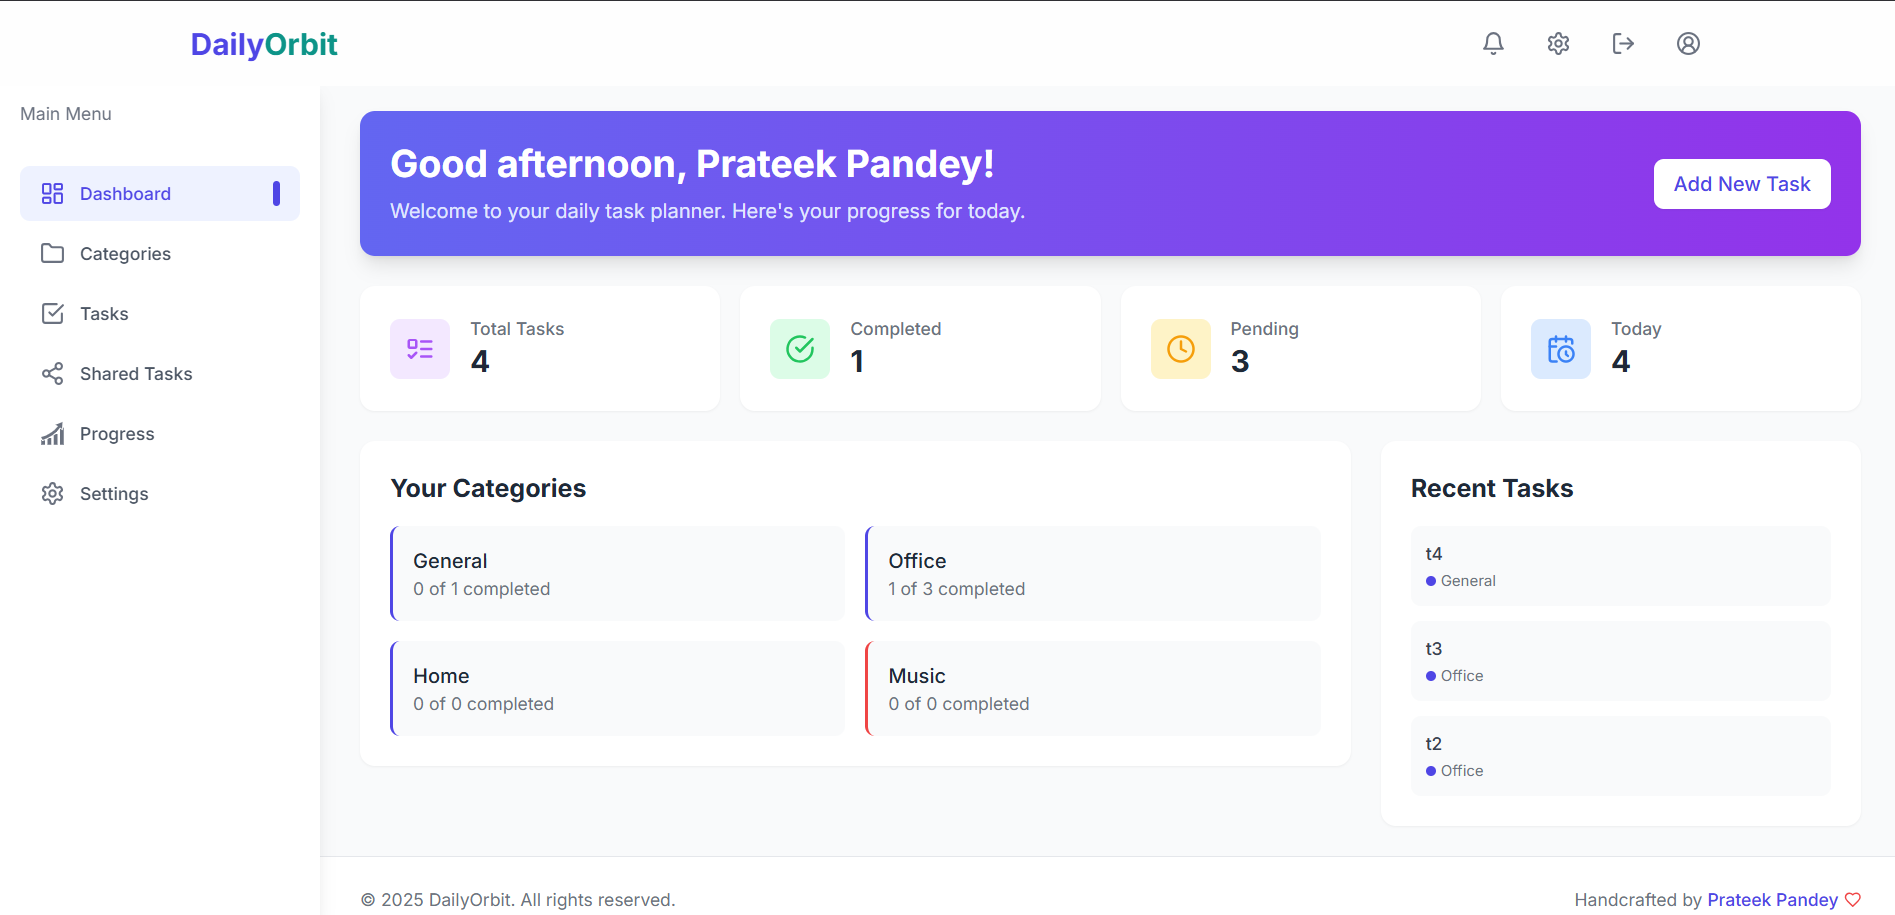 DailyOrbit
Main Menu
Dashboard
Categories
Tasks
Shared Tasks
Progress
Settings
Good afternoon, Prateek Pandey!
Welcome to your daily task planner. Here's your progress for today.
Add New Task
Total Tasks
4
Completed
1
Pending
3
Today
4
Your Categories
General
0 of 1 completed
Office
1 of 3 completed
Home
0 of 0 completed
Music
0 of 0 completed
Recent Tasks
t4
General
t3
Office
t2
Office
© 2025 DailyOrbit. All rights reserved.
Handcrafted by Prateek Pandey